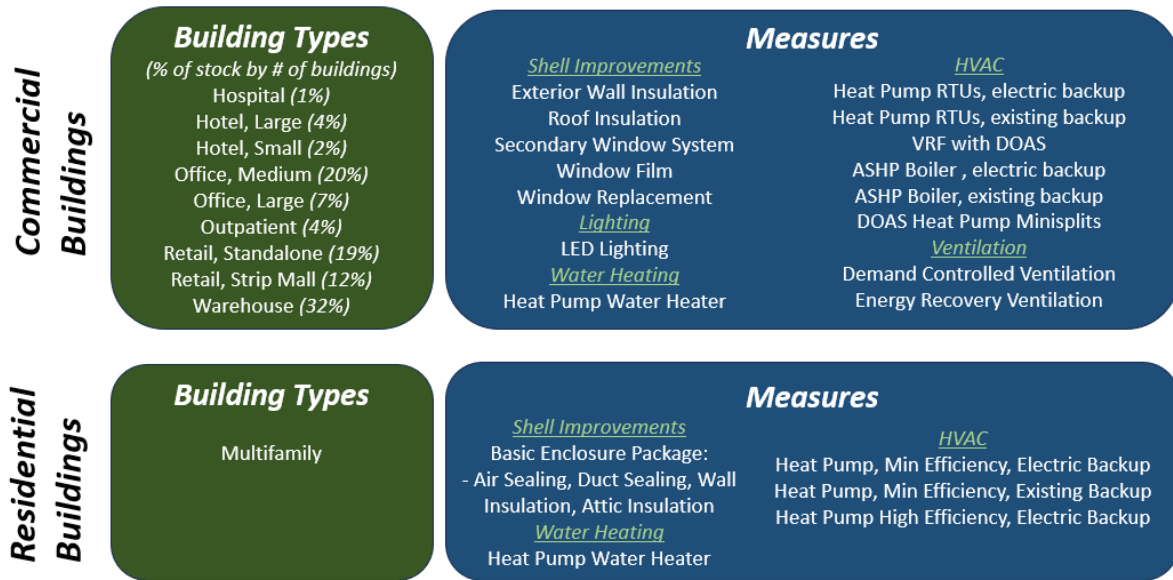 Commercial
Buildings
Building Types
(% of stock by # of buildings)
Hospital (1%)
Hotel, Large (4%)
Hotel, Small (2%)
Office, Medium (20%)
Office, Large (7%)
Outpatient (4%)
Retail, Standalone (19%)
Retail, Strip Mall (12%)
Warehouse (32%)
Measures
Shell Improvements
Exterior Wall Insulation
Roof Insulation
Secondary Window System
Window Film
Window Replacement
Lighting
LED Lighting
Water Heating
Heat Pump Water Heater
HVAC
Heat Pump RTUs, electric backup
Heat Pump RTUs, existing backup
VRF with DOAS
ASHP Boiler , electric backup
ASHP Boiler, existing backup
DOAS Heat Pump Minisplits
Ventilation
Demand Controlled Ventilation
Energy Recovery Ventilation
Residential
Buildings
Building Types
Multifamily
Measures
Shell Improvements
Basic Enclosure Package:
- Air Sealing, Duct Sealing, Wall
Insulation, Attic Insulation
Water Heating
Heat Pump Water Heater
HVAC
Heat Pump, Min Efficiency, Electric Backup
Heat Pump, Min Efficiency, Existing Backup
Heat Pump High Efficiency, Electric Backup